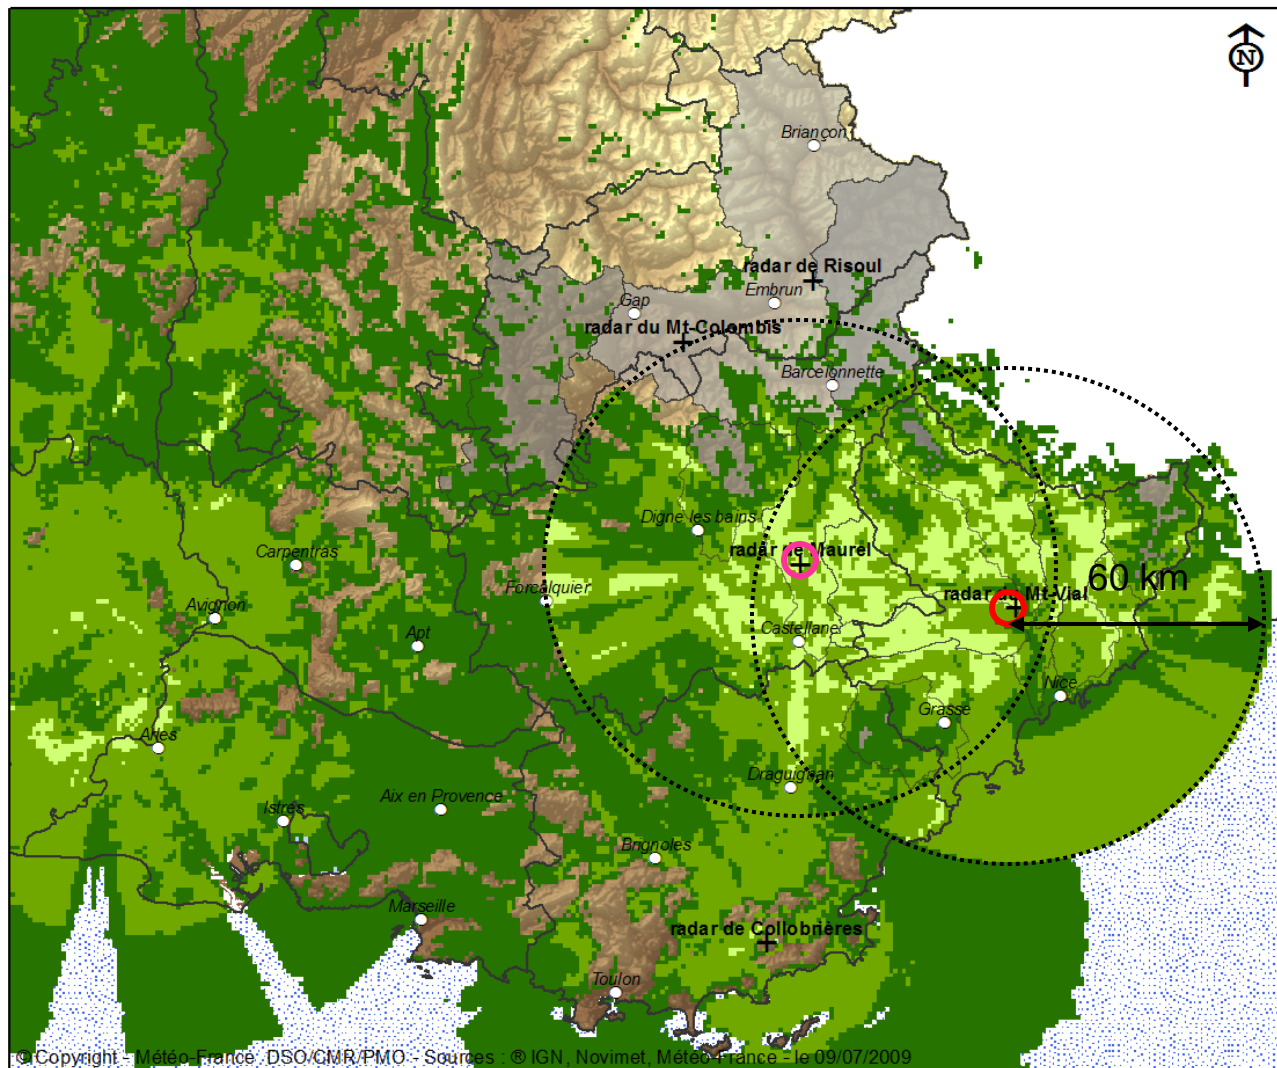 N
Briançon
radar de Risoul
Embrun
Gap
radar du Mt-Colombis
Barcelonnette
Digne les bains
radar de Maurel
Carpentras
Forcalquier
60 km
radar du Mt-Vial
Avignon
Apt
Castellane
Nice
Grasse
Arles
Draguignan
Aix en Provence
Istres
Brignoles
Marseille
radar de Collobrières
Toulon
© Copyright - Météo-France DSO/CMR/PMO - Sources : ® IGN, Novimet, Météo-France - le 09/07/2009